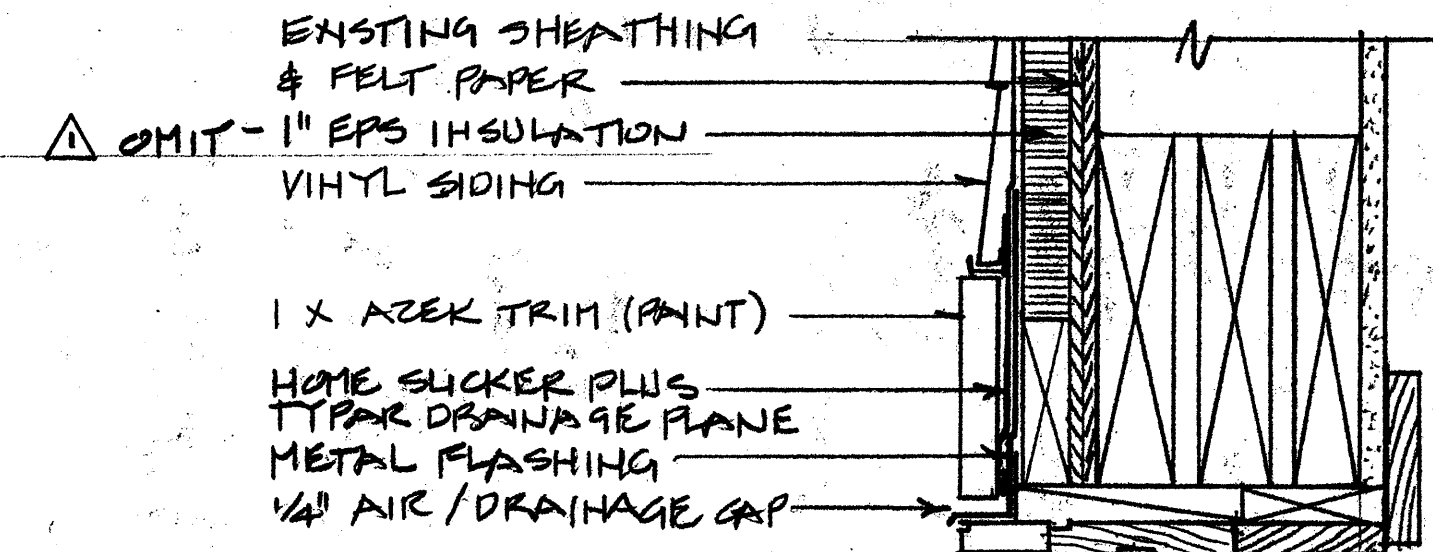 EXISTING SHEATHING
& FELT PAPER
1 OMIT - 1" EPS INSULATION
VINYL SIDING
1 X AZEK TRIM (PAINT)
HOME SLICKER PLUS
TYPAR DRAINAGE PLANE
METAL FLASHING
1/4" AIR / DRAINAGE GAP